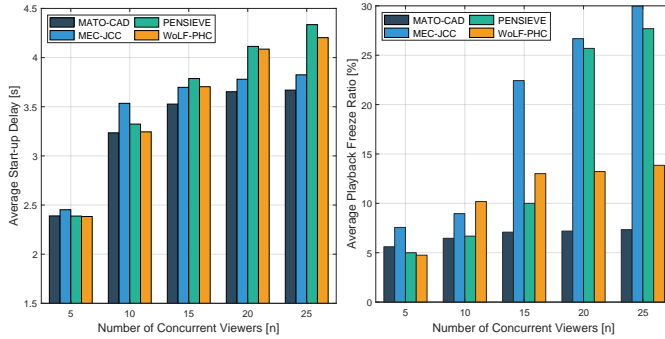 MATO-CAD PENSIEVE
MEC-JCC WoLF-PHC
4.5
4
3.5
3
2.5
2
1.5
Average Start-up Delay [s]
5 10 15 20 25
Number of Concurrent Viewers [n]
MATO-CAD PENSIEVE
MEC-JCC WoLF-PHC
30
25
20
15
10
5
0
Average Playback Freeze Ratio [%]
5 10 15 20 25
Number of Concurrent Viewers [n]